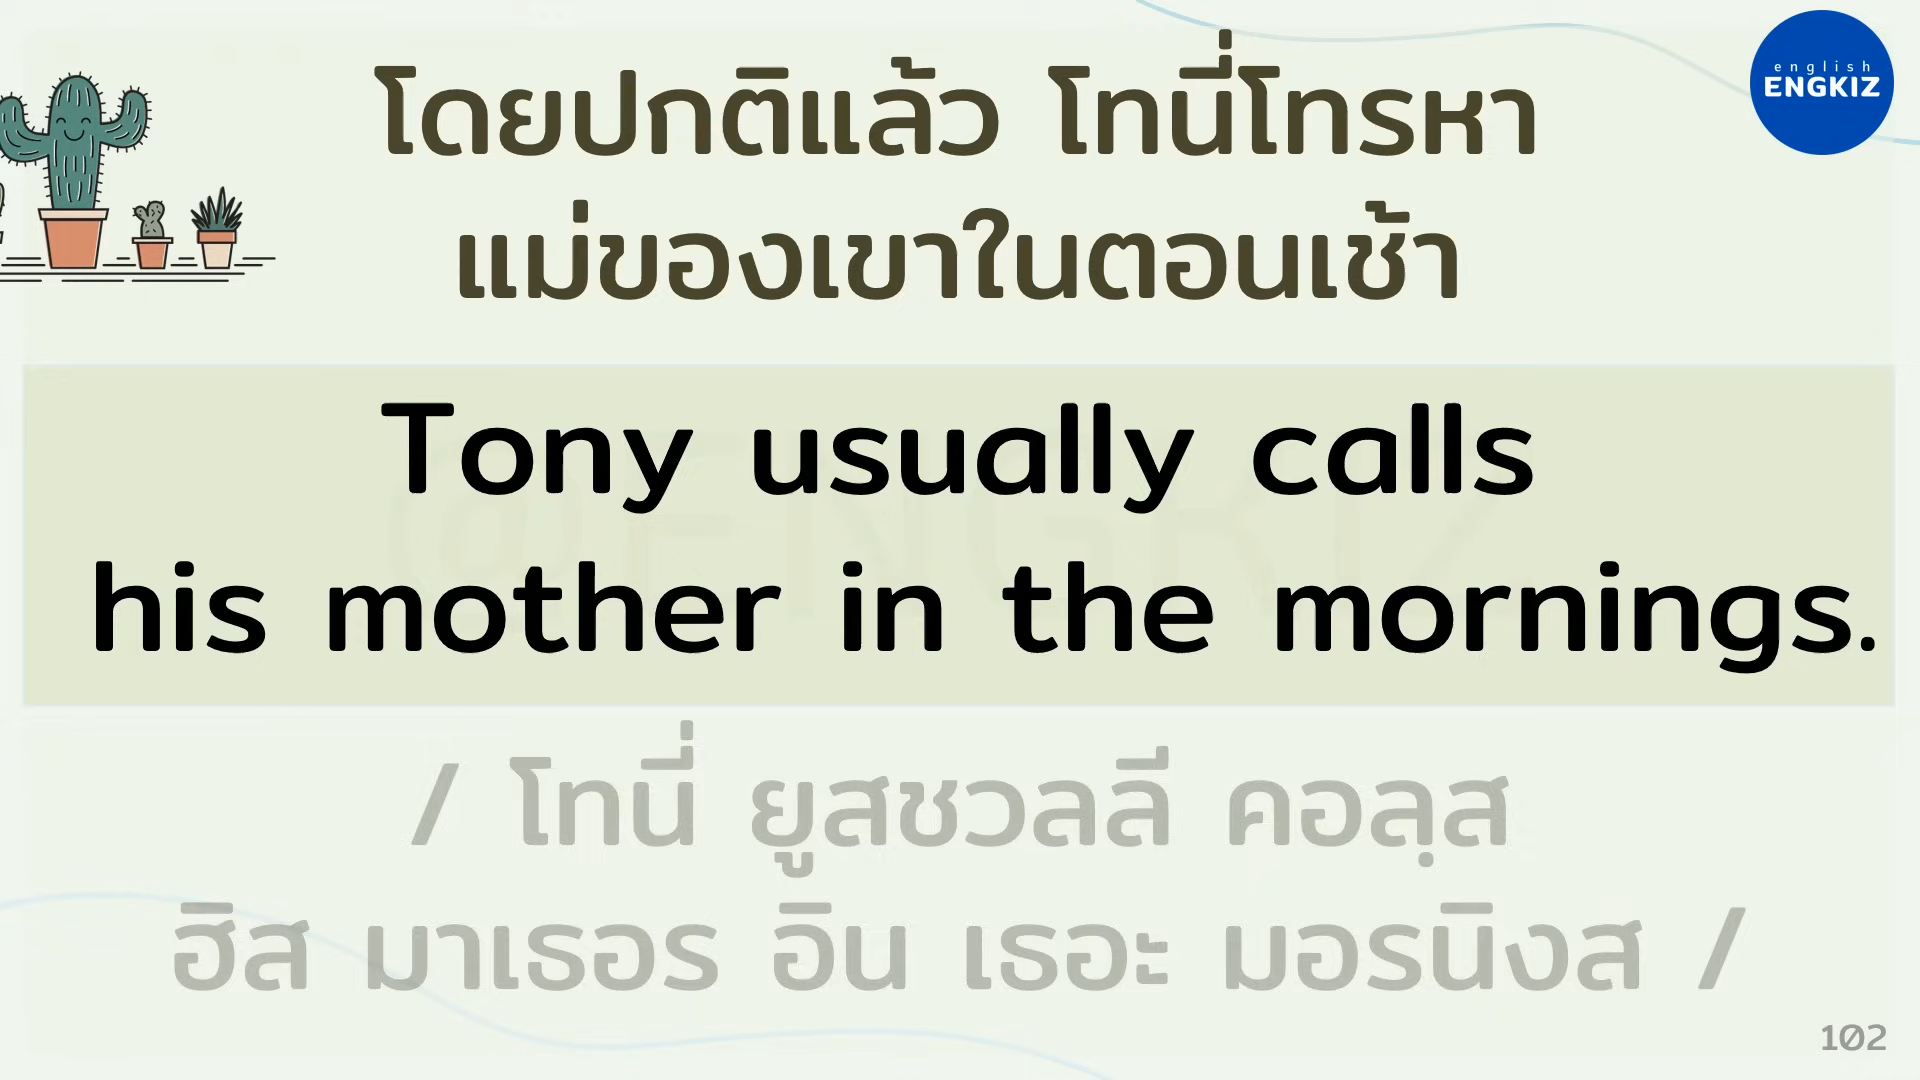 english
ENGKIZ
โดยปกติแล้ว โทนี่โทรหา
แม่ของเขาในตอนเช้า
Tony usually calls
his mother in the mornings.
/ โทนี่ ยูสชวลลี คอลฺส
ฮิส มาเธอร อิน เธอะ มอรนิงส /
102
@ENGKIZ